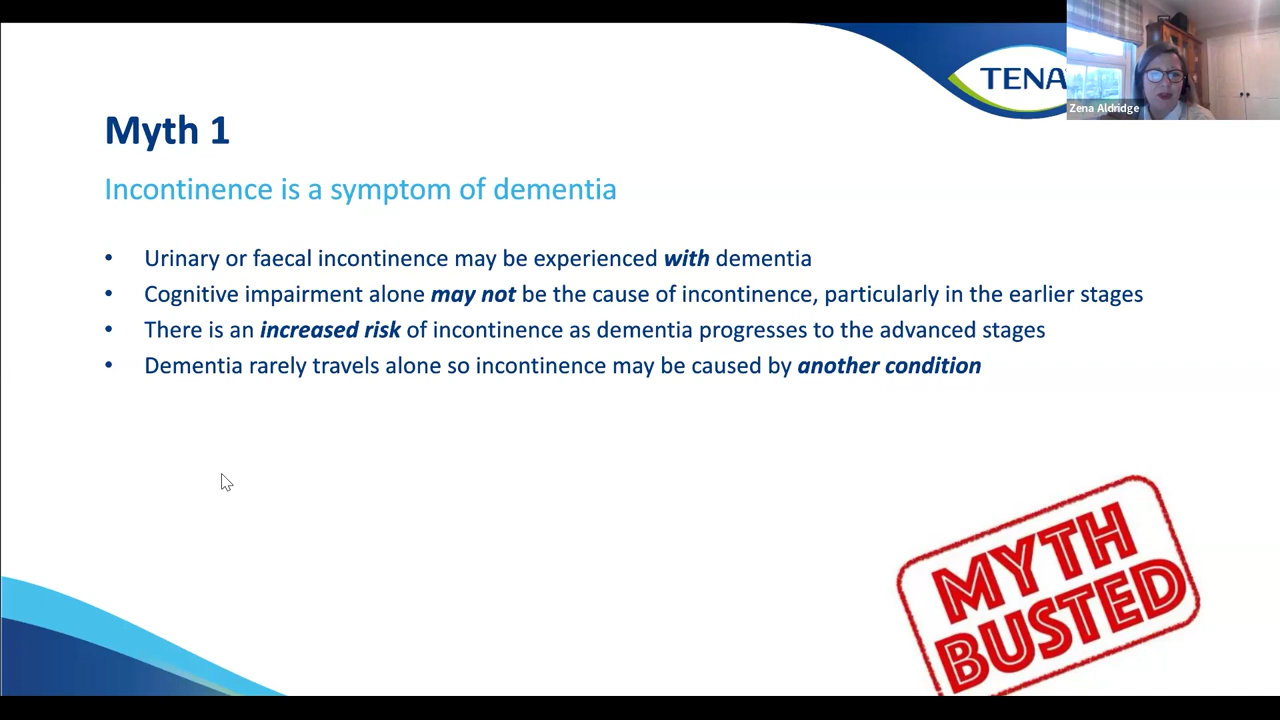 TENA
Zena Aldridge
Myth 1
Incontinence is a symptom of dementia
• Urinary or faecal incontinence may be experienced with dementia
• Cognitive impairment alone may not be the cause of incontinence, particularly in the earlier stages
• There is an increased risk of incontinence as dementia progresses to the advanced stages
• Dementia rarely travels alone so incontinence may be caused by another condition
MYTH
BUSTED